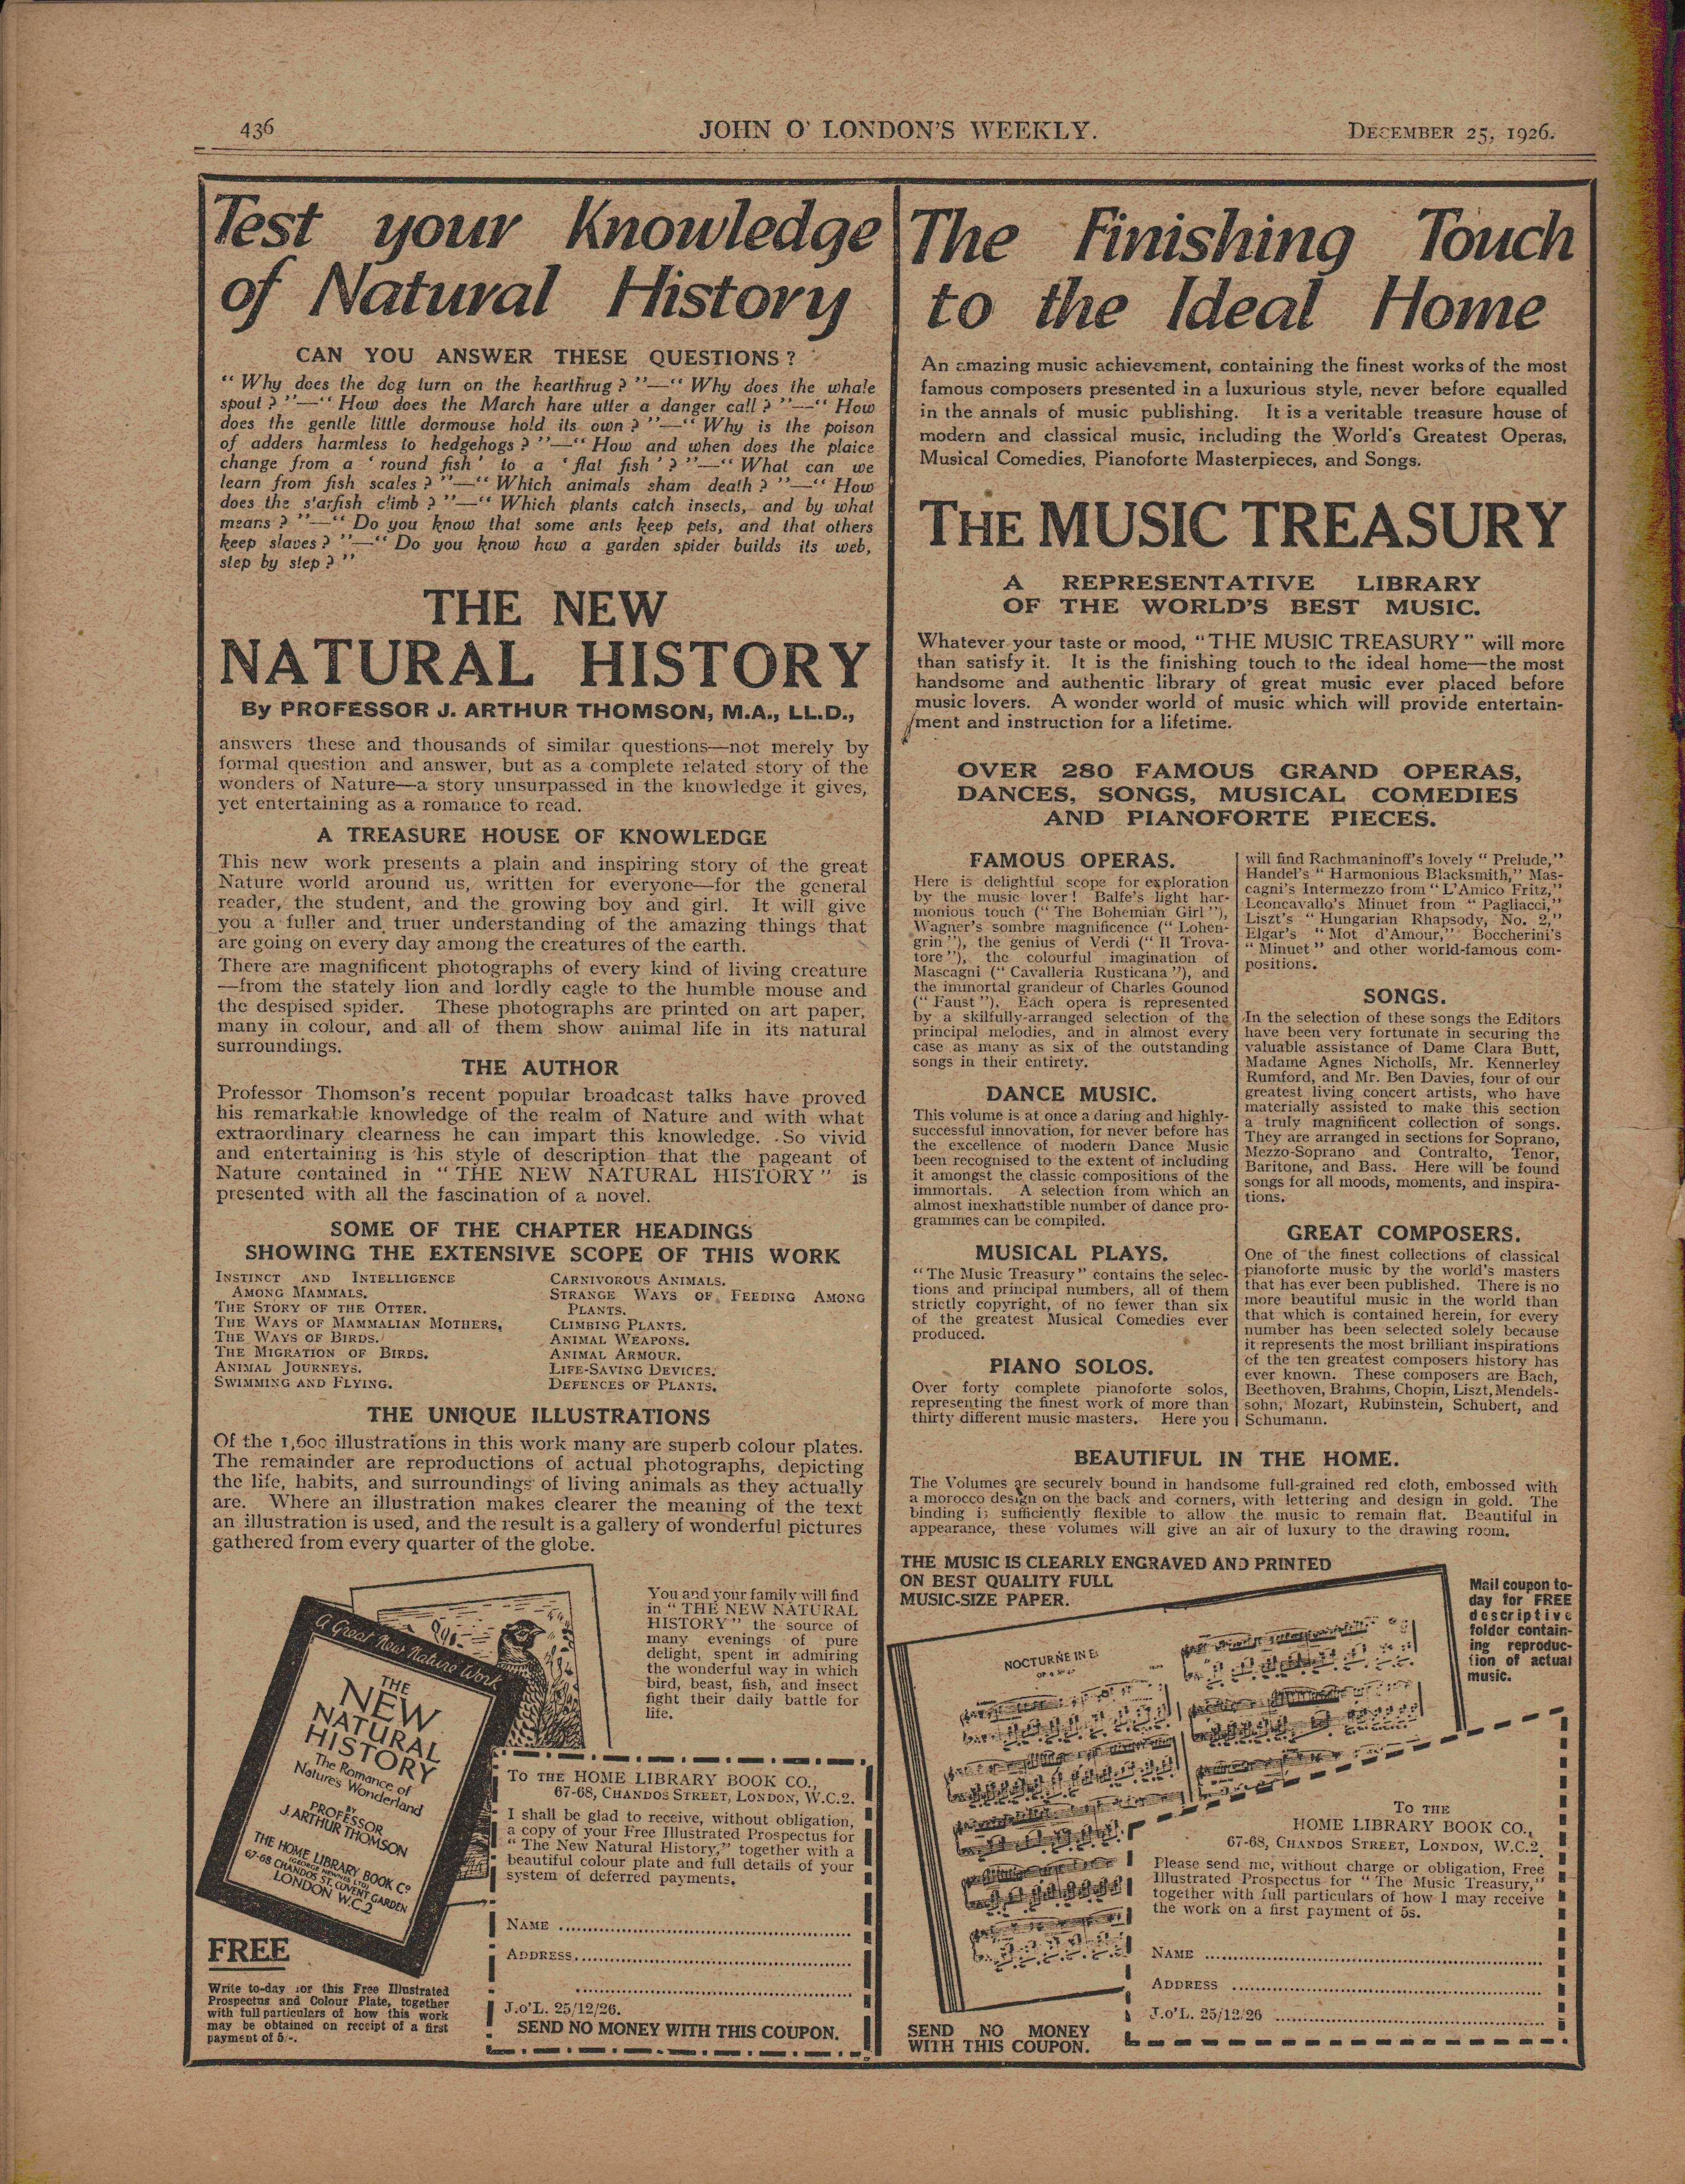 436
JOHN O' LONDON'S WEEKLY.
DECEMBER 25, 1926.
Test your Knowledge
of Natural History
CAN YOU ANSWER THESE QUESTIONS?
“ Why does the dog turn on the hearthrug ? ”—“ Why does the whale
spout ? ”—“ How does the March hare utter a danger call ? ”—“ How
does the gentle little dormouse hold its own ? ”—“ Why is the poison
of adders harmless to hedgehogs ? ”—“ How and when does the plaice
change from a ‘ round fish ’ to a ‘ flat fish ’ ? ”—“ What can we
learn from fish scales ? ”—“ Which animals sham death ? ”—“ How
does the starfish climb ? ”—“ Which plants catch insects, and by what
means ? ”—“ Do you know that some ants keep pets, and that others
keep slaves ? ”—“ Do you know how a garden spider builds its web,
step by step ? ”
THE NEW
NATURAL HISTORY
By PROFESSOR J. ARTHUR THOMSON, M.A., LL.D.,
answers these and thousands of similar questions—not merely by
formal question and answer, but as a complete related story of the
wonders of Nature—a story unsurpassed in the knowledge it gives,
yet entertaining as a romance to read.
A TREASURE HOUSE OF KNOWLEDGE
This new work presents a plain and inspiring story of the great
Nature world around us, written for everyone—for the general
reader, the student, and the growing boy and girl. It will give
you a fuller and truer understanding of the amazing things that
are going on every day among the creatures of the earth.
There are magnificent photographs of every kind of living creature
—from the stately lion and lordly eagle to the humble mouse and
the despised spider. These photographs are printed on art paper,
many in colour, and all of them show animal life in its natural
surroundings.
THE AUTHOR
Professor Thomson's recent popular broadcast talks have proved
his remarkable knowledge of the realm of Nature and with what
extraordinary clearness he can impart this knowledge. So vivid
and entertaining is his style of description that the pageant of
Nature contained in “ THE NEW NATURAL HISTORY ” is
presented with all the fascination of a novel.
SOME OF THE CHAPTER HEADINGS
SHOWING THE EXTENSIVE SCOPE OF THIS WORK
INSTINCT AND INTELLIGENCE
AMONG MAMMALS.
THE STORY OF THE OTTER.
THE WAYS OF MAMMALIAN MOTHERS.
THE WAYS OF BIRDS.
THE MIGRATION OF BIRDS.
ANIMAL JOURNEYS.
SWIMMING AND FLYING.
CARNIVOROUS ANIMALS.
STRANGE WAYS OF FEEDING AMONG
PLANTS.
CLIMBING PLANTS.
ANIMAL WEAPONS.
ANIMAL ARMOUR.
LIFE-SAVING DEVICES.
DEFENCES OF PLANTS.
THE UNIQUE ILLUSTRATIONS
Of the 1,600 illustrations in this work many are superb colour plates.
The remainder are reproductions of actual photographs, depicting
the life, habits, and surroundings of living animals as they actually
are. Where an illustration makes clearer the meaning of the text
an illustration is used, and the result is a gallery of wonderful pictures
gathered from every quarter of the globe.
You and your family will find
in “ THE NEW NATURAL
HISTORY ” the source of
many evenings of pure
delight, spent in admiring
the wonderful way in which
bird, beast, fish, and insect
fight their daily battle for
life.
A Great New Nature Work
THE
NEW
NATURAL
HISTORY
The Romance of
Nature's Wonderland
BY
PROFESSOR
J. ARTHUR THOMSON
THE HOME LIBRARY BOOK Co
(GEORGE NEWNES LTD)
67-68 CHANDOS ST. COVENT GARDEN
LONDON W.C.2
FREE
Write to-day for this Free Illustrated
Prospectus and Colour Plate, together
with full particulars of how this work
may be obtained on receipt of a first
payment of 5/-.
To THE HOME LIBRARY BOOK CO.,
67-68, CHANDOS STREET, LONDON, W.C.2.
I shall be glad to receive, without obligation,
a copy of your Free Illustrated Prospectus for
“ The New Natural History,” together with a
beautiful colour plate and full details of your
system of deferred payments.
NAME
ADDRESS
J.o'L. 25/12/26.
SEND NO MONEY WITH THIS COUPON.
The Finishing Touch
to the Ideal Home
An amazing music achievement, containing the finest works of the most
famous composers presented in a luxurious style, never before equalled
in the annals of music publishing. It is a veritable treasure house of
modern and classical music, including the World's Greatest Operas,
Musical Comedies, Pianoforte Masterpieces, and Songs.
THE MUSIC TREASURY
A REPRESENTATIVE LIBRARY
OF THE WORLD'S BEST MUSIC.
Whatever your taste or mood, “THE MUSIC TREASURY” will more
than satisfy it. It is the finishing touch to the ideal home—the most
handsome and authentic library of great music ever placed before
music lovers. A wonder world of music which will provide entertain-
ment and instruction for a lifetime.
OVER 280 FAMOUS GRAND OPERAS,
DANCES, SONGS, MUSICAL COMEDIES
AND PIANOFORTE PIECES.
FAMOUS OPERAS.
Here is delightful scope for exploration
by the music lover! Balfe's light har-
monious touch (“ The Bohemian Girl ”),
Wagner's sombre magnificence (“ Lohen-
grin ”), the genius of Verdi (“ Il Trova-
tore ”), the colourful imagination of
Mascagni (“ Cavalleria Rusticana ”), and
the immortal grandeur of Charles Gounod
(“ Faust ”). Each opera is represented
by a skilfully-arranged selection of the
principal melodies, and in almost every
case as many as six of the outstanding
songs in their entirety.
DANCE MUSIC.
This volume is at once a daring and highly-
successful innovation, for never before has
the excellence of modern Dance Music
been recognised to the extent of including
it amongst the classic compositions of the
immortals. A selection from which an
almost inexhaustible number of dance pro-
grammes can be compiled.
MUSICAL PLAYS.
“The Music Treasury” contains the selec-
tions and principal numbers, all of them
strictly copyright, of no fewer than six
of the greatest Musical Comedies ever
produced.
PIANO SOLOS.
Over forty complete pianoforte solos,
representing the finest work of more than
thirty different music masters. Here you
will find Rachmaninoff's lovely “ Prelude,”
Handel's “ Harmonious Blacksmith,” Mas-
cagni's Intermezzo from “ L'Amico Fritz,”
Leoncavallo's Minuet from “ Pagliacci,”
Liszt's “ Hungarian Rhapsody, No. 2,”
Elgar's “ Mot d'Amour,” Boccherini's
“ Minuet ” and other world-famous com-
positions.
SONGS.
In the selection of these songs the Editors
have been very fortunate in securing the
valuable assistance of Dame Clara Butt,
Madame Agnes Nicholls, Mr. Kennerley
Rumford, and Mr. Ben Davies, four of our
greatest living concert artists, who have
materially assisted to make this section
a truly magnificent collection of songs.
They are arranged in sections for Soprano,
Mezzo-Soprano and Contralto, Tenor,
Baritone, and Bass. Here will be found
songs for all moods, moments, and inspira-
tions.
GREAT COMPOSERS.
One of the finest collections of classical
pianoforte music by the world's masters
that has ever been published. There is no
more beautiful music in the world than
that which is contained herein, for every
number has been selected solely because
it represents the most brilliant inspirations
of the ten greatest composers history has
ever known. These composers are Bach,
Beethoven, Brahms, Chopin, Liszt, Mendels-
sohn, Mozart, Rubinstein, Schubert, and
Schumann.
BEAUTIFUL IN THE HOME.
The Volumes are securely bound in handsome full-grained red cloth, embossed with
a morocco design on the back and corners, with lettering and design in gold. The
binding is sufficiently flexible to allow the music to remain flat. Beautiful in
appearance, these volumes will give an air of luxury to the drawing room.
THE MUSIC IS CLEARLY ENGRAVED AND PRINTED
ON BEST QUALITY FULL
MUSIC-SIZE PAPER.
Mail coupon to-
day for FREE
descriptive
folder contain-
ing reproduc-
tion of actual
music.
NOCTURNE IN E
To THE
HOME LIBRARY BOOK CO.,
67-68, CHANDOS STREET, LONDON, W.C.2.
Please send me, without charge or obligation, Free
Illustrated Prospectus for “ The Music Treasury,”
together with full particulars of how I may receive
the work on a first payment of 5s.
NAME
ADDRESS
J.o'L. 25/12/26
SEND NO MONEY
WITH THIS COUPON.